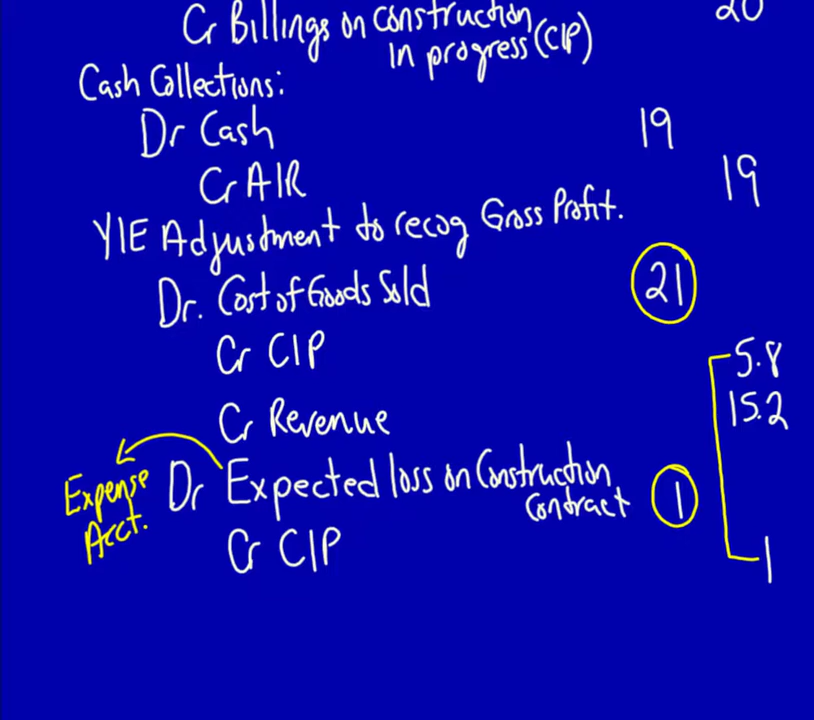 Cr Billings on Construction 20
In progress (CIP)
Cash Collections:
Dr Cash 19
Cr A/R 19
Y/E Adjustment to recog Gross Profit.
Dr. Cost of Goods Sold 21
Cr CIP 5.8
Cr Revenue 15.2
Expense Acct.
Dr Expected loss on Construction Contract 1
Cr CIP 1